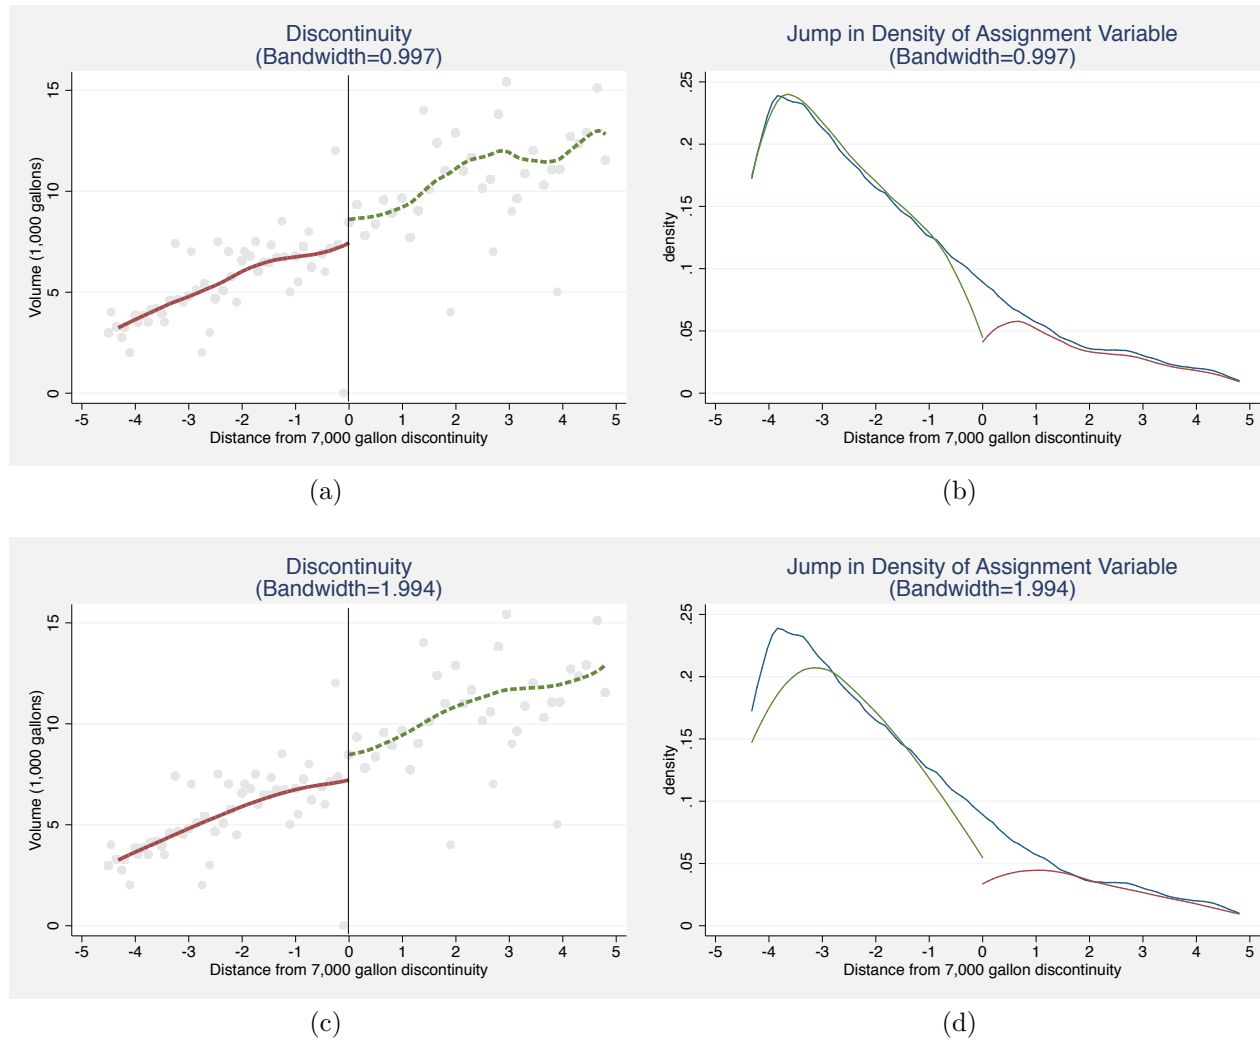 Discontinuity
(Bandwidth=0.997)
Volume (1,000 gallons)
15
10
5
0
-5 -4 -3 -2 -1 0 1 2 3 4 5
Distance from 7,000 gallon discontinuity
(a)
Jump in Density of Assignment Variable
(Bandwidth=0.997)
density
.25
.2
.15
.1
.05
0
-5 -4 -3 -2 -1 0 1 2 3 4 5
Distance from 7,000 gallon discontinuity
(b)
Discontinuity
(Bandwidth=1.994)
Volume (1,000 gallons)
15
10
5
0
-5 -4 -3 -2 -1 0 1 2 3 4 5
Distance from 7,000 gallon discontinuity
(c)
Jump in Density of Assignment Variable
(Bandwidth=1.994)
density
.25
.2
.15
.1
.05
0
-5 -4 -3 -2 -1 0 1 2 3 4 5
Distance from 7,000 gallon discontinuity
(d)